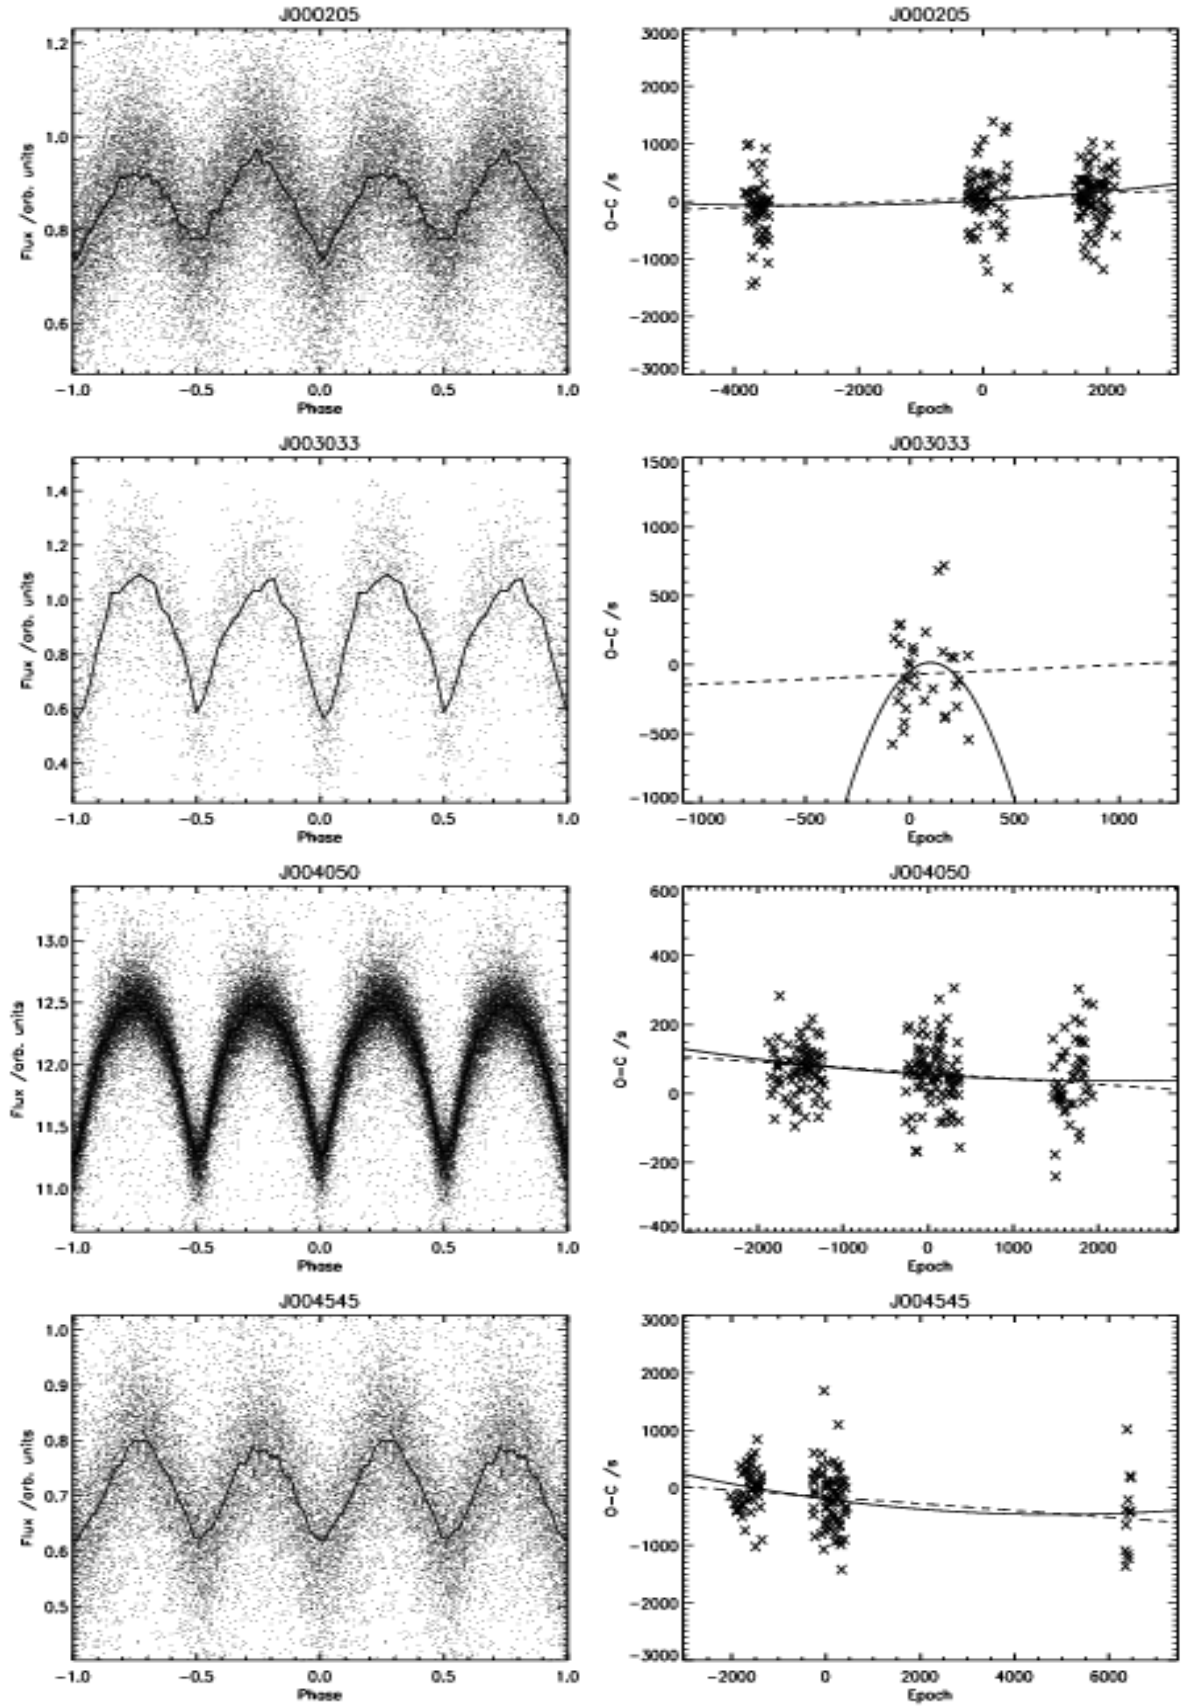 J000205
J000205
1.2
1.0
0.8
0.6
Flux /arb. units
-1.0 -0.5 0.0 0.5 1.0
Phase
3000
2000
1000
0
-1000
-2000
-3000
O-C /s
-4000 -2000 0 2000
Epoch
J003033
J003033
1.4
1.2
1.0
0.8
0.6
0.4
Flux /arb. units
-1.0 -0.5 0.0 0.5 1.0
Phase
1500
1000
500
0
-500
-1000
O-C /s
-1000 -500 0 500 1000
Epoch
J004050
J004050
13.0
12.5
12.0
11.5
11.0
Flux /arb. units
-1.0 -0.5 0.0 0.5 1.0
Phase
600
400
200
0
-200
-400
O-C /s
-2000 -1000 0 1000 2000
Epoch
J004545
J004545
1.0
0.9
0.8
0.7
0.6
0.5
Flux /arb. units
-1.0 -0.5 0.0 0.5 1.0
Phase
3000
2000
1000
0
-1000
-2000
-3000
O-C /s
-2000 0 2000 4000 6000
Epoch